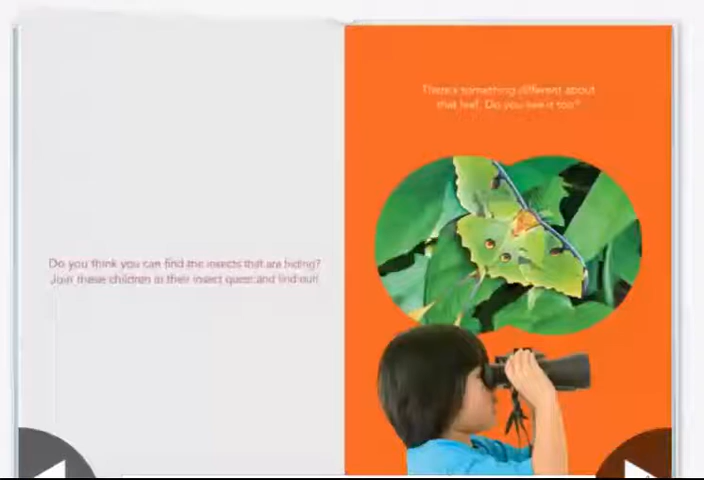 Do you think you can find the insects that are hiding?
Join these children in their insect quest and find out!
There's something different about
that leaf. Do you see it too?